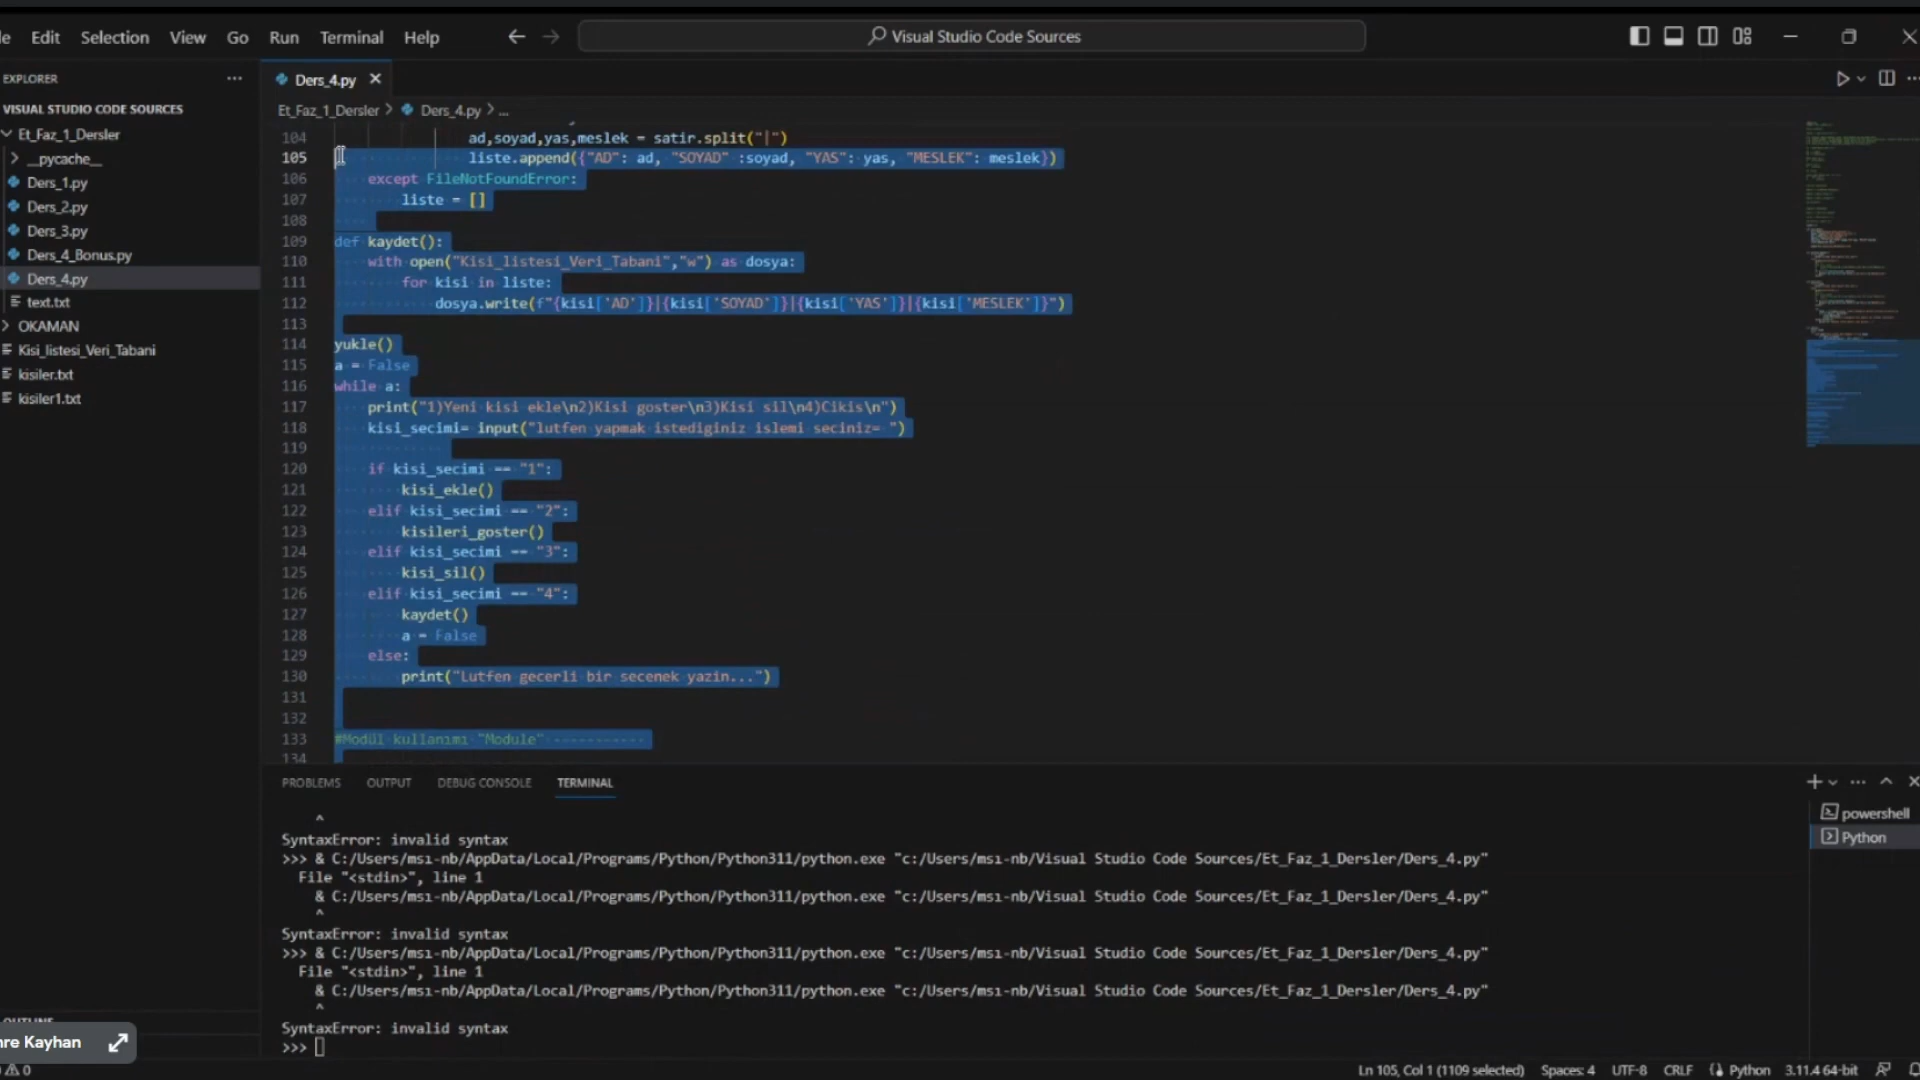 Edit Selection View Go Run Terminal Help
Visual Studio Code Sources
EXPLORER
VISUAL STUDIO CODE SOURCES
Et_Faz_1_Dersler
__pycache__
Ders_1.py
Ders_2.py
Ders_3.py
Ders_4_Bonus.py
Ders_4.py
text.txt
OKAMAN
Kisi_listesi_Veri_Tabani
kisiler.txt
kisiler1.txt
Ders_4.py
Et_Faz_1_Dersler > Ders_4.py > ...
104 ad,soyad,yas,meslek = satir.split("|")
105 liste.append({"AD": ad, "SOYAD" :soyad, "YAS": yas, "MESLEK": meslek})
106 except FileNotFoundError:
107 liste = []
108
109 def kaydet():
110 with open("Kisi_listesi_Veri_Tabani","w") as dosya:
111 for kisi in liste:
112 dosya.write(f"{kisi['AD']}|{kisi['SOYAD']}|{kisi['YAS']}|{kisi['MESLEK']}")
113
114 yukle()
115 a = False
116 while a:
117 print("1)Yeni kisi ekle\n2)Kisi goster\n3)Kisi sil\n4)Cikis\n")
118 kisi_secimi= input("lutfen yapmak istediginiz islemi seciniz= ")
119
120 if kisi_secimi == "1":
121 kisi_ekle()
122 elif kisi_secimi == "2":
123 kisileri_goster()
124 elif kisi_secimi == "3":
125 kisi_sil()
126 elif kisi_secimi == "4":
127 kaydet()
128 a = False
129 else:
130 print("Lutfen gecerli bir secenek yazin...")
131
132
133 #Modül kullanımı "Module" -----------
134
PROBLEMS OUTPUT DEBUG CONSOLE TERMINAL
^
SyntaxError: invalid syntax
>>> & C:/Users/msı-nb/AppData/Local/Programs/Python/Python311/python.exe "c:/Users/msı-nb/Visual Studio Code Sources/Et_Faz_1_Dersler/Ders_4.py"
File "<stdin>", line 1
& C:/Users/msı-nb/AppData/Local/Programs/Python/Python311/python.exe "c:/Users/msı-nb/Visual Studio Code Sources/Et_Faz_1_Dersler/Ders_4.py"
^
SyntaxError: invalid syntax
>>> & C:/Users/msı-nb/AppData/Local/Programs/Python/Python311/python.exe "c:/Users/msı-nb/Visual Studio Code Sources/Et_Faz_1_Dersler/Ders_4.py"
File "<stdin>", line 1
& C:/Users/msı-nb/AppData/Local/Programs/Python/Python311/python.exe "c:/Users/msı-nb/Visual Studio Code Sources/Et_Faz_1_Dersler/Ders_4.py"
^
SyntaxError: invalid syntax
>>>
powershell
Python
Kayhan
0
Ln 105, Col 1 (1109 selected) Spaces: 4 UTF-8 CRLF Python 3.11.4 64-bit